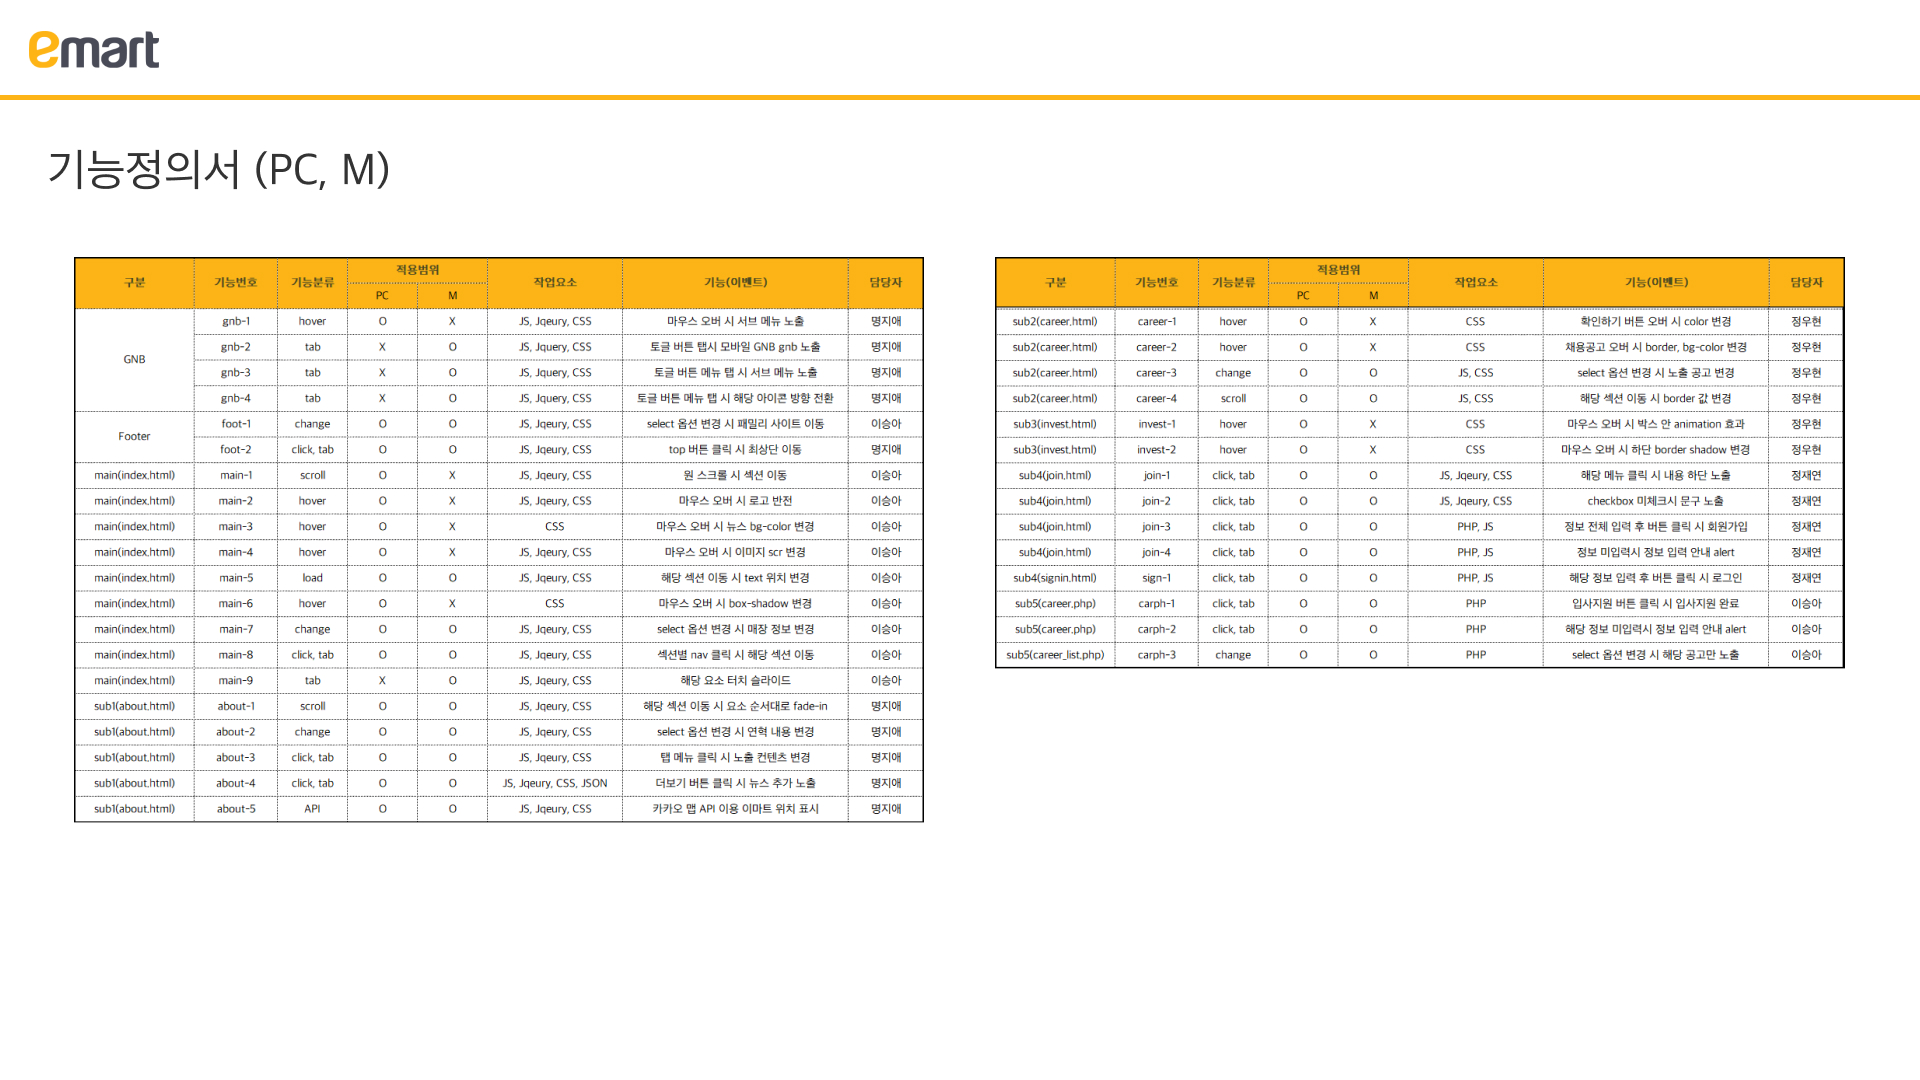 emart
기능정의서 (PC, M)
구분 기능번호 기능분류 적용범위 작업요소 기능(이벤트) 담당자
PC M
GNB
gnb-1 hover O X JS, Jqeury, CSS 마우스 오버 시 서브 메뉴 노출 명지애
gnb-2 tab X O JS, Jquery, CSS 토글 버튼 탭시 모바일 GNB gnb 노출 명지애
gnb-3 tab X O JS, Jqeury, CSS 토글 버튼 메뉴 탭 시 서브 메뉴 노출 명지애
gnb-4 tab X O JS, Jqeury, CSS 토글 버튼 메뉴 탭 시 해당 아이콘 방향 전환 명지애
Footer
foot-1 change O O JS, Jqeury, CSS select 옵션 변경 시 패밀리 사이트 이동 이승아
foot-2 click, tab O O JS, Jqeury, CSS top 버튼 클릭 시 최상단 이동 명지애
main(index.html) main-1 scroll O X JS, Jqeury, CSS 원 스크롤 시 섹션 이동 이승아
main(index.html) main-2 hover O X JS, Jqeury, CSS 마우스 오버 시 로고 반전 이승아
main(index.html) main-3 hover O X CSS 마우스 오버 시 뉴스 bg-color 변경 이승아
main(index.html) main-4 hover O X JS, Jqeury, CSS 마우스 오버 시 이미지 scr 변경 이승아
main(index.html) main-5 load O O JS, Jqeury, CSS 해당 섹션 이동 시 text 위치 변경 이승아
main(index.html) main-6 hover O X CSS 마우스 오버 시 box-shadow 변경 이승아
main(index.html) main-7 change O O JS, Jqeury, CSS select 옵션 변경 시 매장 정보 변경 이승아
main(index.html) main-8 click, tab O O JS, Jqeury, CSS 섹션별 nav 클릭 시 해당 섹션 이동 이승아
main(index.html) main-9 tab X O JS, Jqeury, CSS 해당 요소 터치 슬라이드 이승아
sub1(about.html) about-1 scroll O O JS, Jqeury, CSS 해당 섹션 이동 시 요소 순서대로 fade-in 명지애
sub1(about.html) about-2 change O O JS, Jqeury, CSS select 옵션 변경 시 연혁 내용 변경 명지애
sub1(about.html) about-3 click, tab O O JS, Jqeury, CSS 탭 메뉴 클릭 시 노출 컨텐츠 변경 명지애
sub1(about.html) about-4 click, tab O O JS, Jqeury, CSS, JSON 더보기 버튼 클릭 시 뉴스 추가 노출 명지애
sub1(about.html) about-5 API O O JS, Jqeury, CSS 카카오 맵 API 이용 이마트 위치 표시 명지애
구분 기능번호 기능분류 적용범위 작업요소 기능(이벤트) 담당자
PC M
sub2(career.html) career-1 hover O X CSS 확인하기 버튼 오버 시 color 변경 정우현
sub2(career.html) career-2 hover O X CSS 채용공고 오버 시 border, bg-color 변경 정우현
sub2(career.html) career-3 change O O JS, CSS select 옵션 변경 시 노출 공고 변경 정우현
sub2(career.html) career-4 scroll O O JS, CSS 해당 섹션 이동 시 border 값 변경 정우현
sub3(invest.html) invest-1 hover O X CSS 마우스 오버 시 박스 안 animation 효과 정우현
sub3(invest.html) invest-2 hover O X CSS 마우스 오버 시 하단 border shadow 변경 정우현
sub4(join.html) join-1 click, tab O O JS, Jqeury, CSS 해당 메뉴 클릭 시 내용 하단 노출 정재연
sub4(join.html) join-2 click, tab O O JS, Jqeury, CSS checkbox 미체크시 문구 노출 정재연
sub4(join.html) join-3 click, tab O O PHP, JS 정보 전체 입력 후 버튼 클릭 시 회원가입 정재연
sub4(join.html) join-4 click, tab O O PHP, JS 정보 미입력시 정보 입력 안내 alert 정재연
sub4(signin.html) sign-1 click, tab O O PHP, JS 해당 정보 입력 후 버튼 클릭 시 로그인 정재연
sub5(career.php) carph-1 click, tab O O PHP 입사지원 버튼 클릭 시 입사지원 완료 이승아
sub5(career.php) carph-2 click, tab O O PHP 해당 정보 미입력시 정보 입력 안내 alert 이승아
sub5(career_list.php) carph-3 change O O PHP select 옵션 변경 시 해당 공고만 노출 이승아